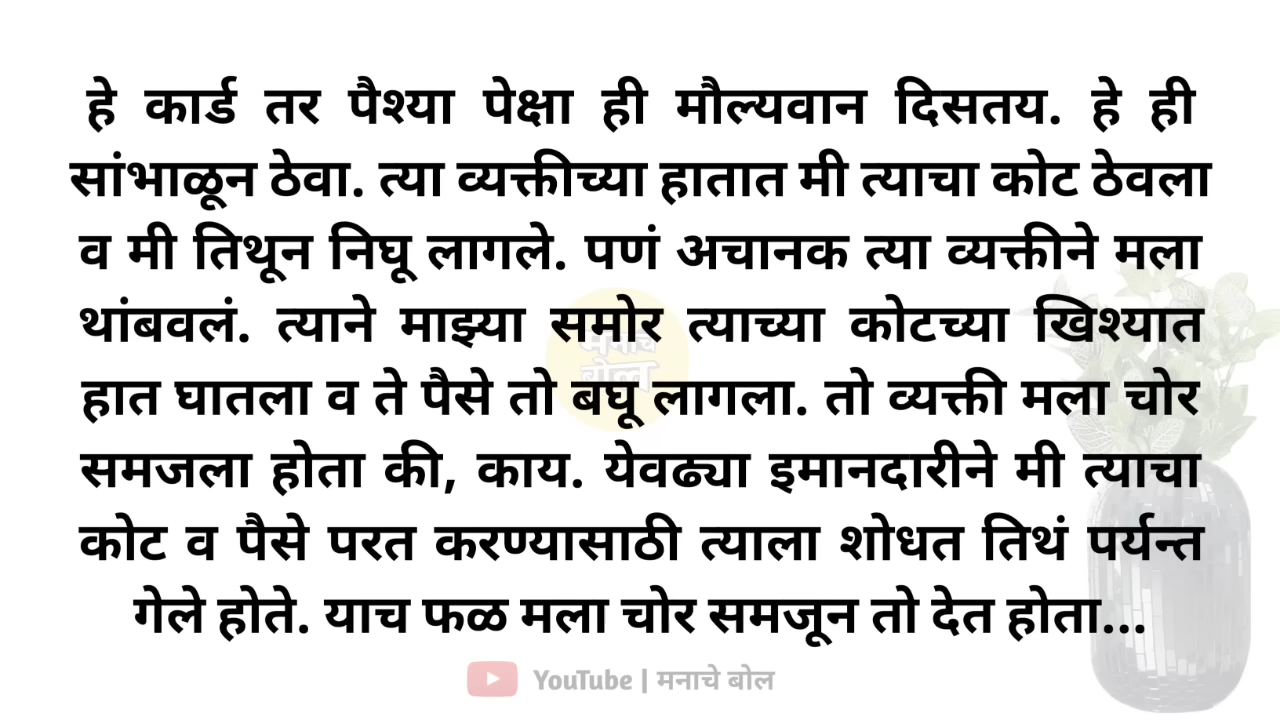 हे कार्ड तर पैश्या पेक्षा ही मौल्यवान दिसतय. हे ही
सांभाळून ठेवा. त्या व्यक्तीच्या हातात मी त्याचा कोट ठेवला
व मी तिथून निघू लागले. पणं अचानक त्या व्यक्तीने मला
थांबवलं. त्याने माझ्या समोर त्याच्या कोटच्या खिश्यात
हात घातला व ते पैसे तो बघू लागला. तो व्यक्ती मला चोर
समजला होता की, काय. येवढ्या इमानदारीने मी त्याचा
कोट व पैसे परत करण्यासाठी त्याला शोधत तिथं पर्यन्त
गेले होते. याच फळ मला चोर समजून तो देत होता...
मनाचे
बोल
YouTube | मनाचे बोल